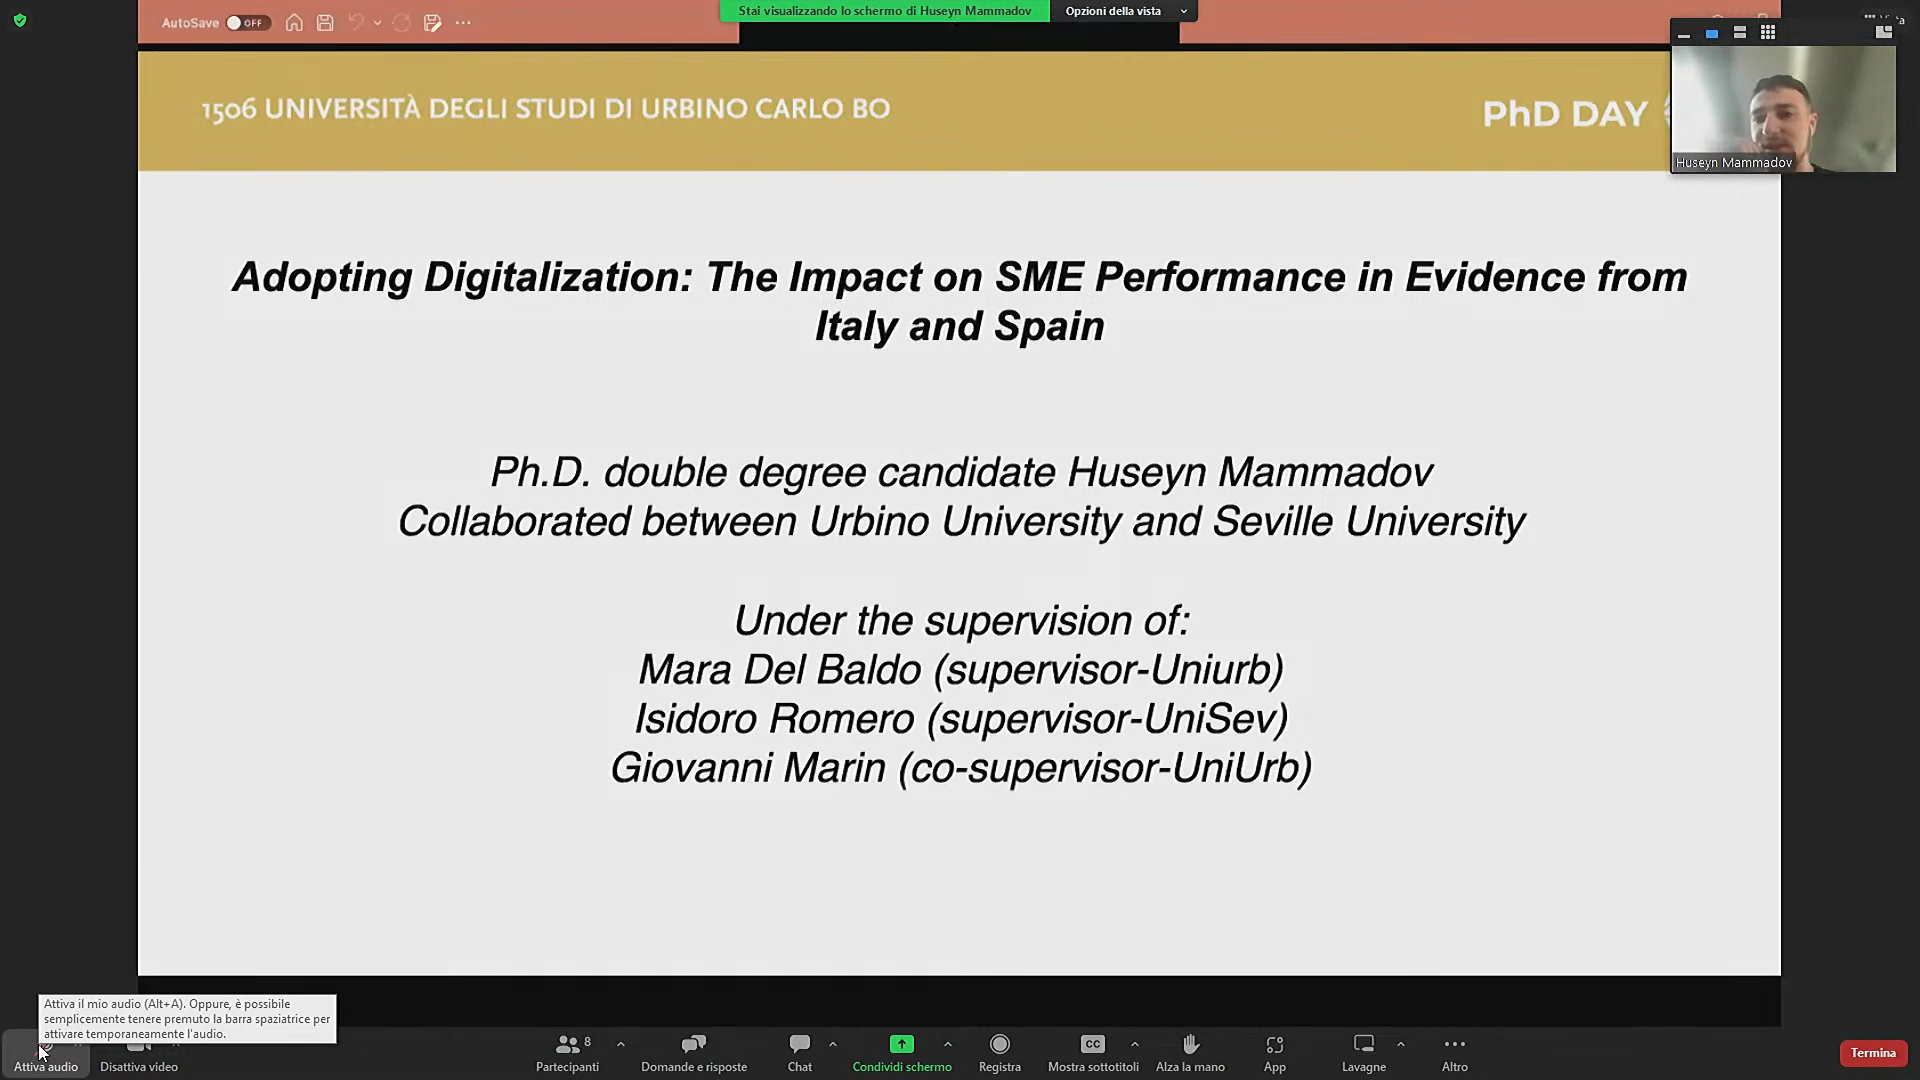 AutoSave OFF
Stai visualizzando lo schermo di Huseyn Mammadov
Opzioni della vista
1506 UNIVERSITÀ DEGLI STUDI DI URBINO CARLO BO
PhD DAY
Huseyn Mammadov
Adopting Digitalization: The Impact on SME Performance in Evidence from
Italy and Spain
Ph.D. double degree candidate Huseyn Mammadov
Collaborated between Urbino University and Seville University
Under the supervision of:
Mara Del Baldo (supervisor-Uniurb)
Isidoro Romero (supervisor-UniSev)
Giovanni Marin (co-supervisor-UniUrb)
Attiva il mio audio (Alt+A). Oppure, è possibile
semplicemente tenere premuto la barra spaziatrice per
attivare temporaneamente l'audio.
Attiva audio
Disattiva video
Partecipanti 8
Domande e risposte
Chat
Condividi schermo
Registra
CC
Mostra sottotitoli
Alza la mano
App
Lavagne
Altro
Termina